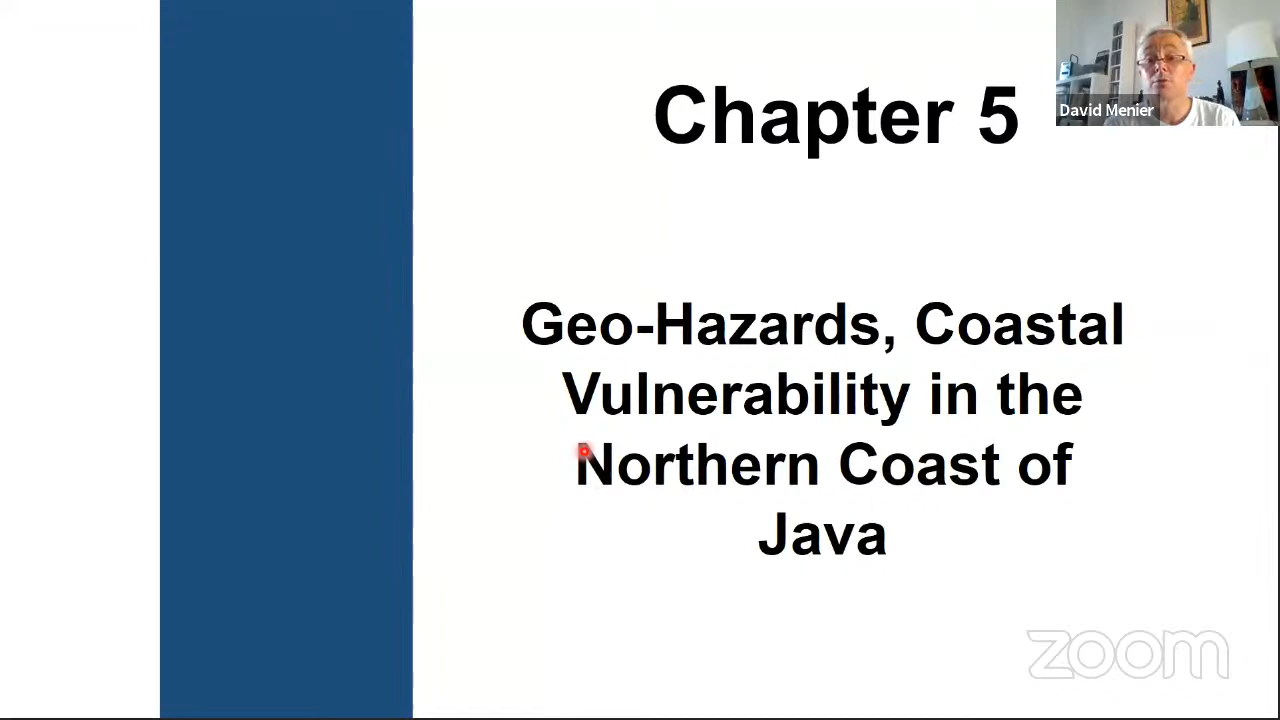 Chapter 5
David Menier
Geo-Hazards, Coastal
Vulnerability in the
Northern Coast of
Java
zoom